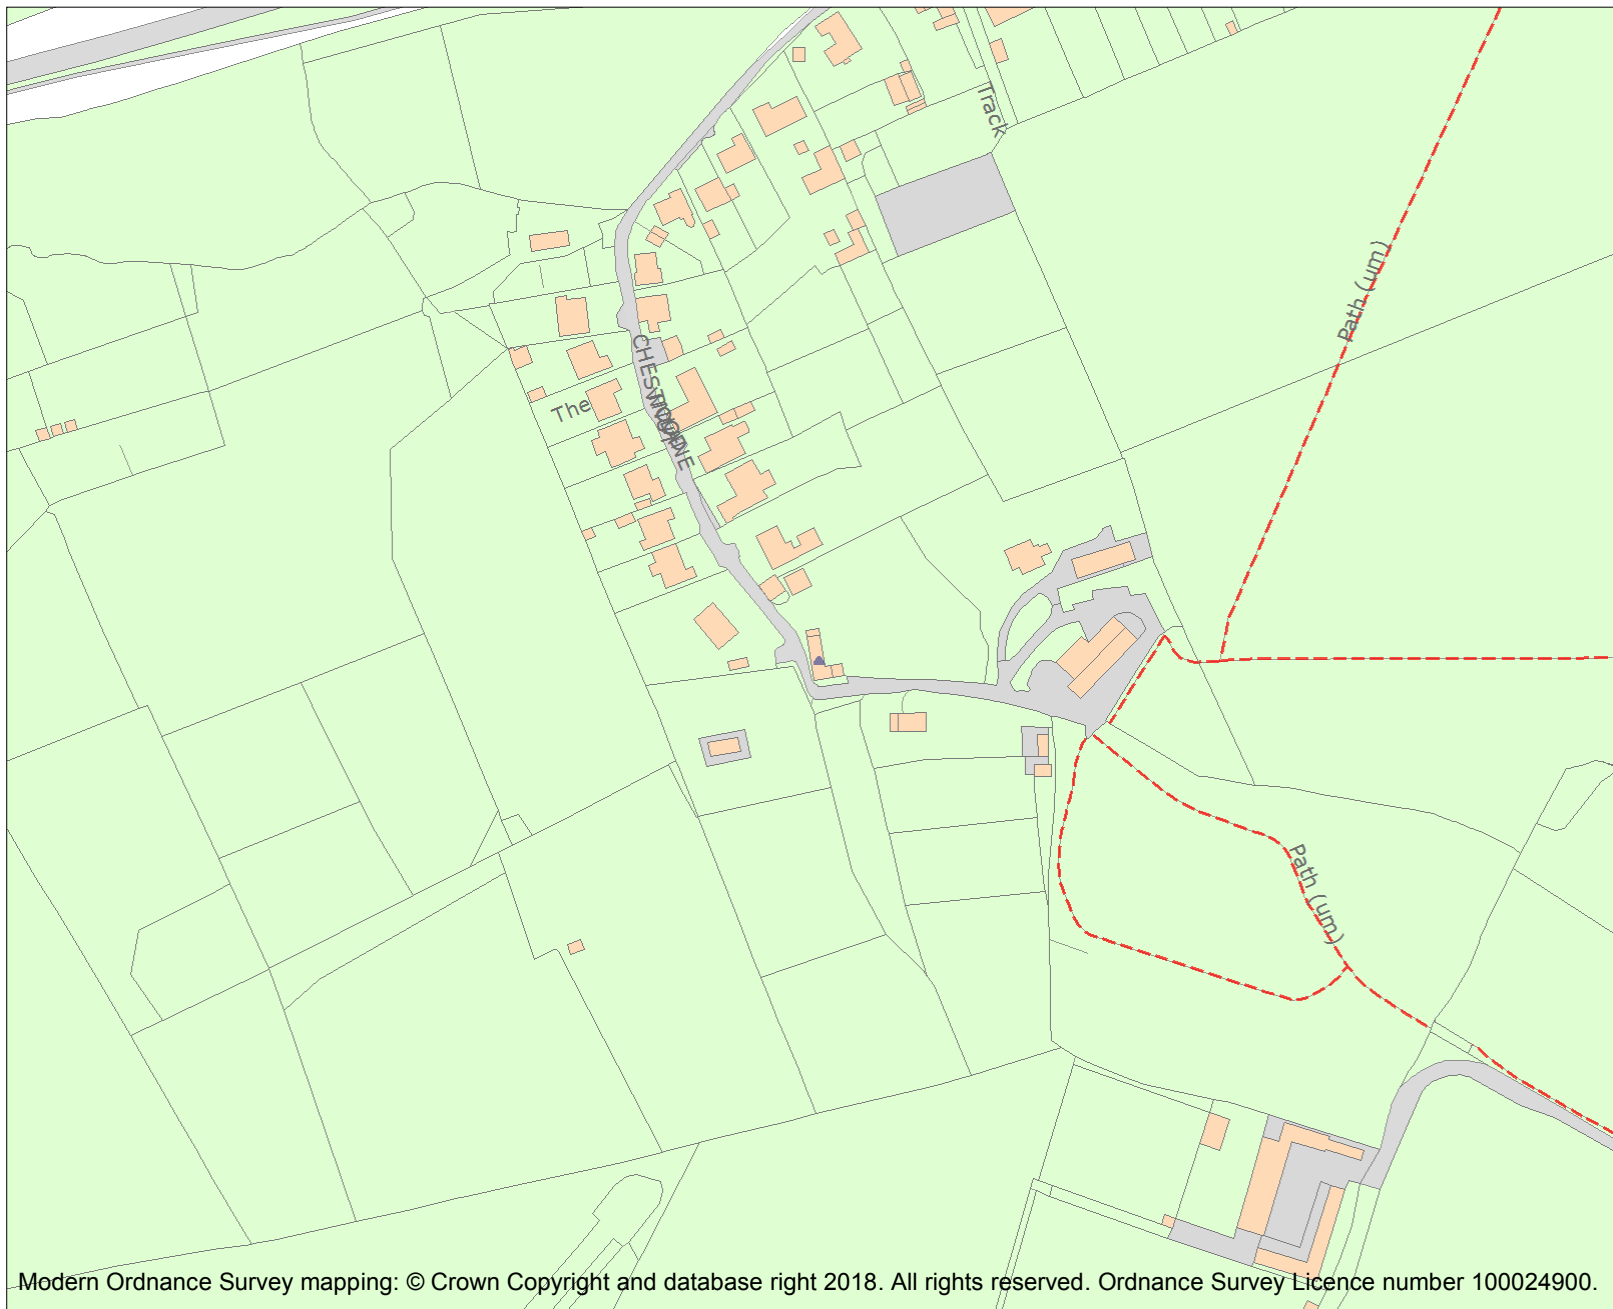 Track
Path (um)
The
Path (um)
Modern Ordnance Survey mapping: © Crown Copyright and database right 2018. All rights reserved. Ordnance Survey Licence number 100024900.